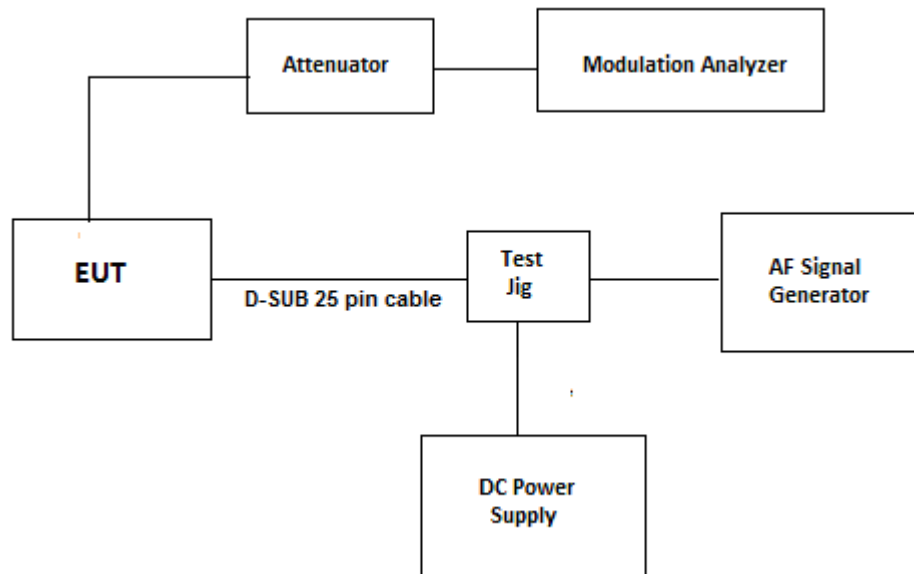 Attenuator
Modulation Analyzer
EUT
D-SUB 25 pin cable
Test
Jig
AF Signal
Generator
DC Power
Supply